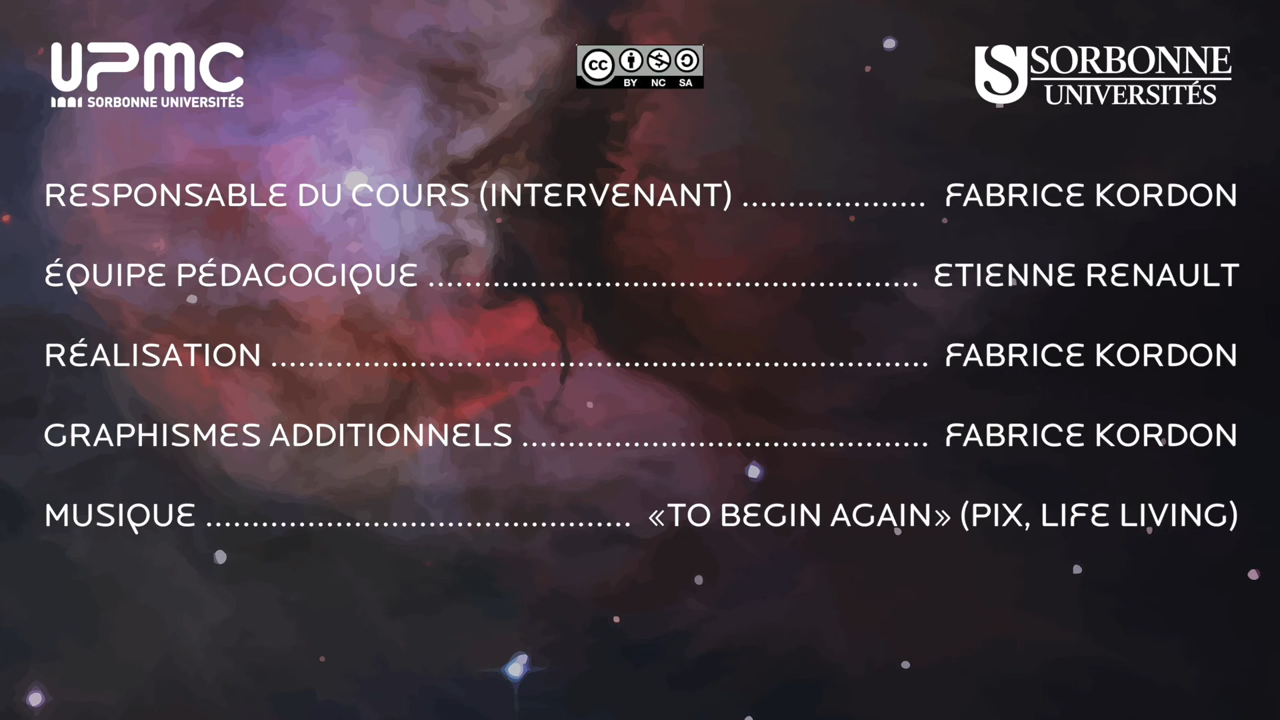 UPMC
SORBONNE UNIVERSITÉS
cc
BY NC SA
SORBONNE
UNIVERSITÉS
RESPONSABLE DU COURS (INTERVENANT) .................... FABRICE KORDON
ÉQUIPE PÉDAGOGIQUE .................................................... ETIENNE RENAULT
RÉALISATION ....................................................................... FABRICE KORDON
GRAPHISMES ADDITIONNELS ............................................ FABRICE KORDON
MUSIQUE .............................................. «TO BEGIN AGAIN» (PIX, LIFE LIVING)